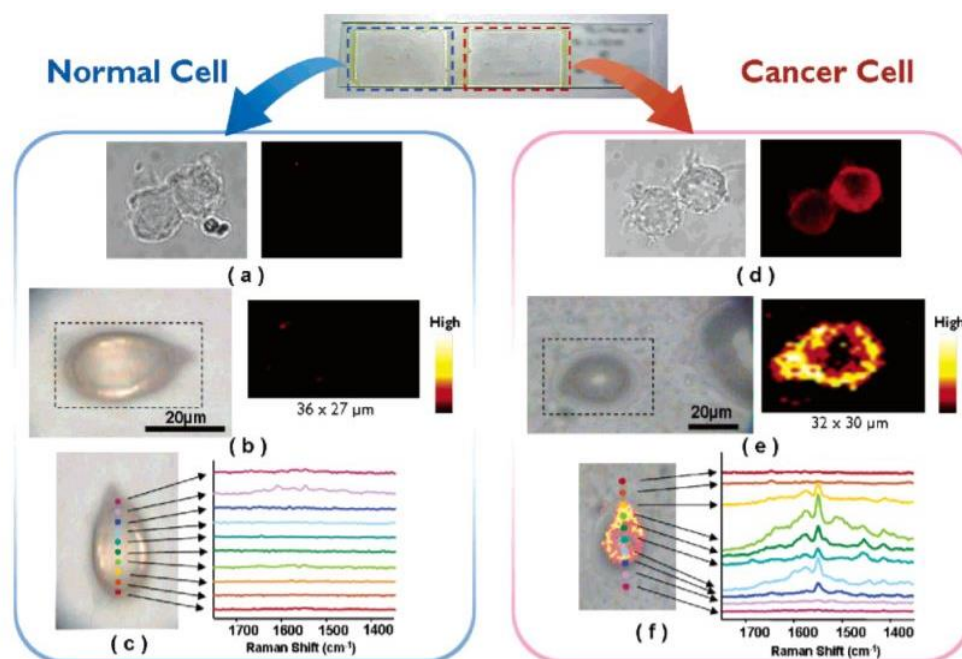 Normal Cell
Cancer Cell
( a )
( d )
High
20μm
36 x 27 μm
( b )
High
20μm
32 x 30 μm
( e )
( c )
1700 1600 1500 1400
Raman Shift (cm-1)
( f )
1700 1600 1500 1400
Raman Shift (cm-1)